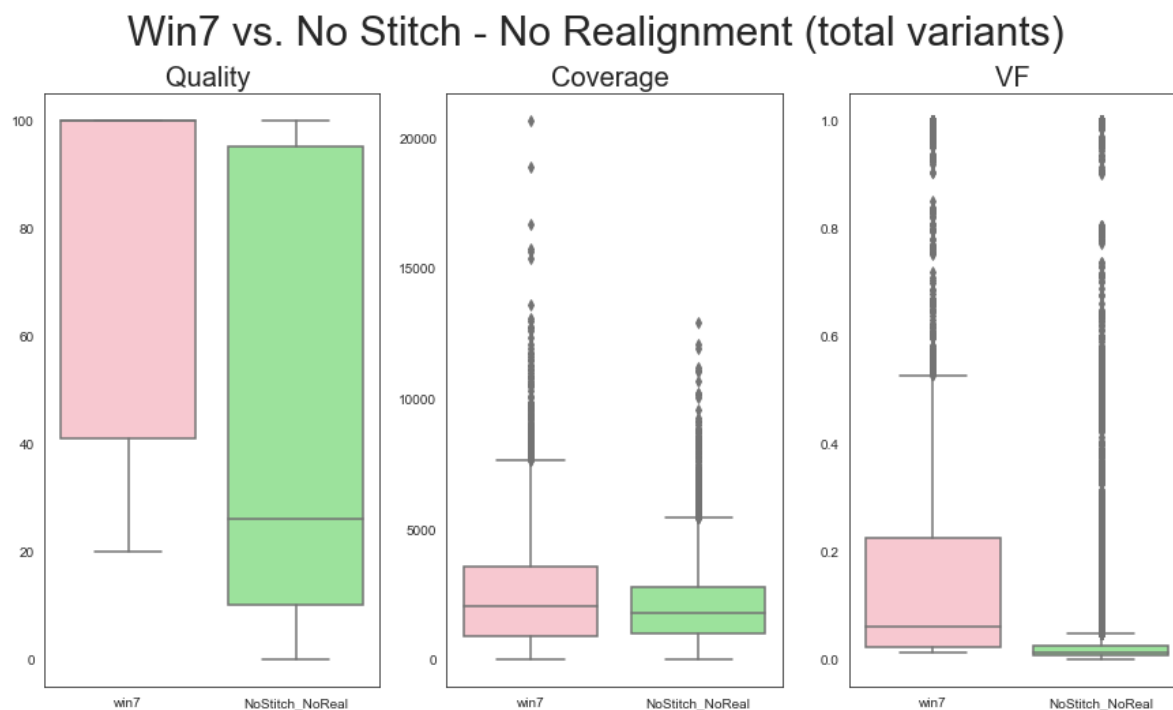 Win7 vs. No Stitch - No Realignment (total variants)
Quality
Coverage
VF
100
80
60
40
20
0
win7
NoStitch_NoReal
20000
15000
10000
5000
0
win7
NoStitch_NoReal
1.0
0.8
0.6
0.4
0.2
0.0
win7
NoStitch_NoReal